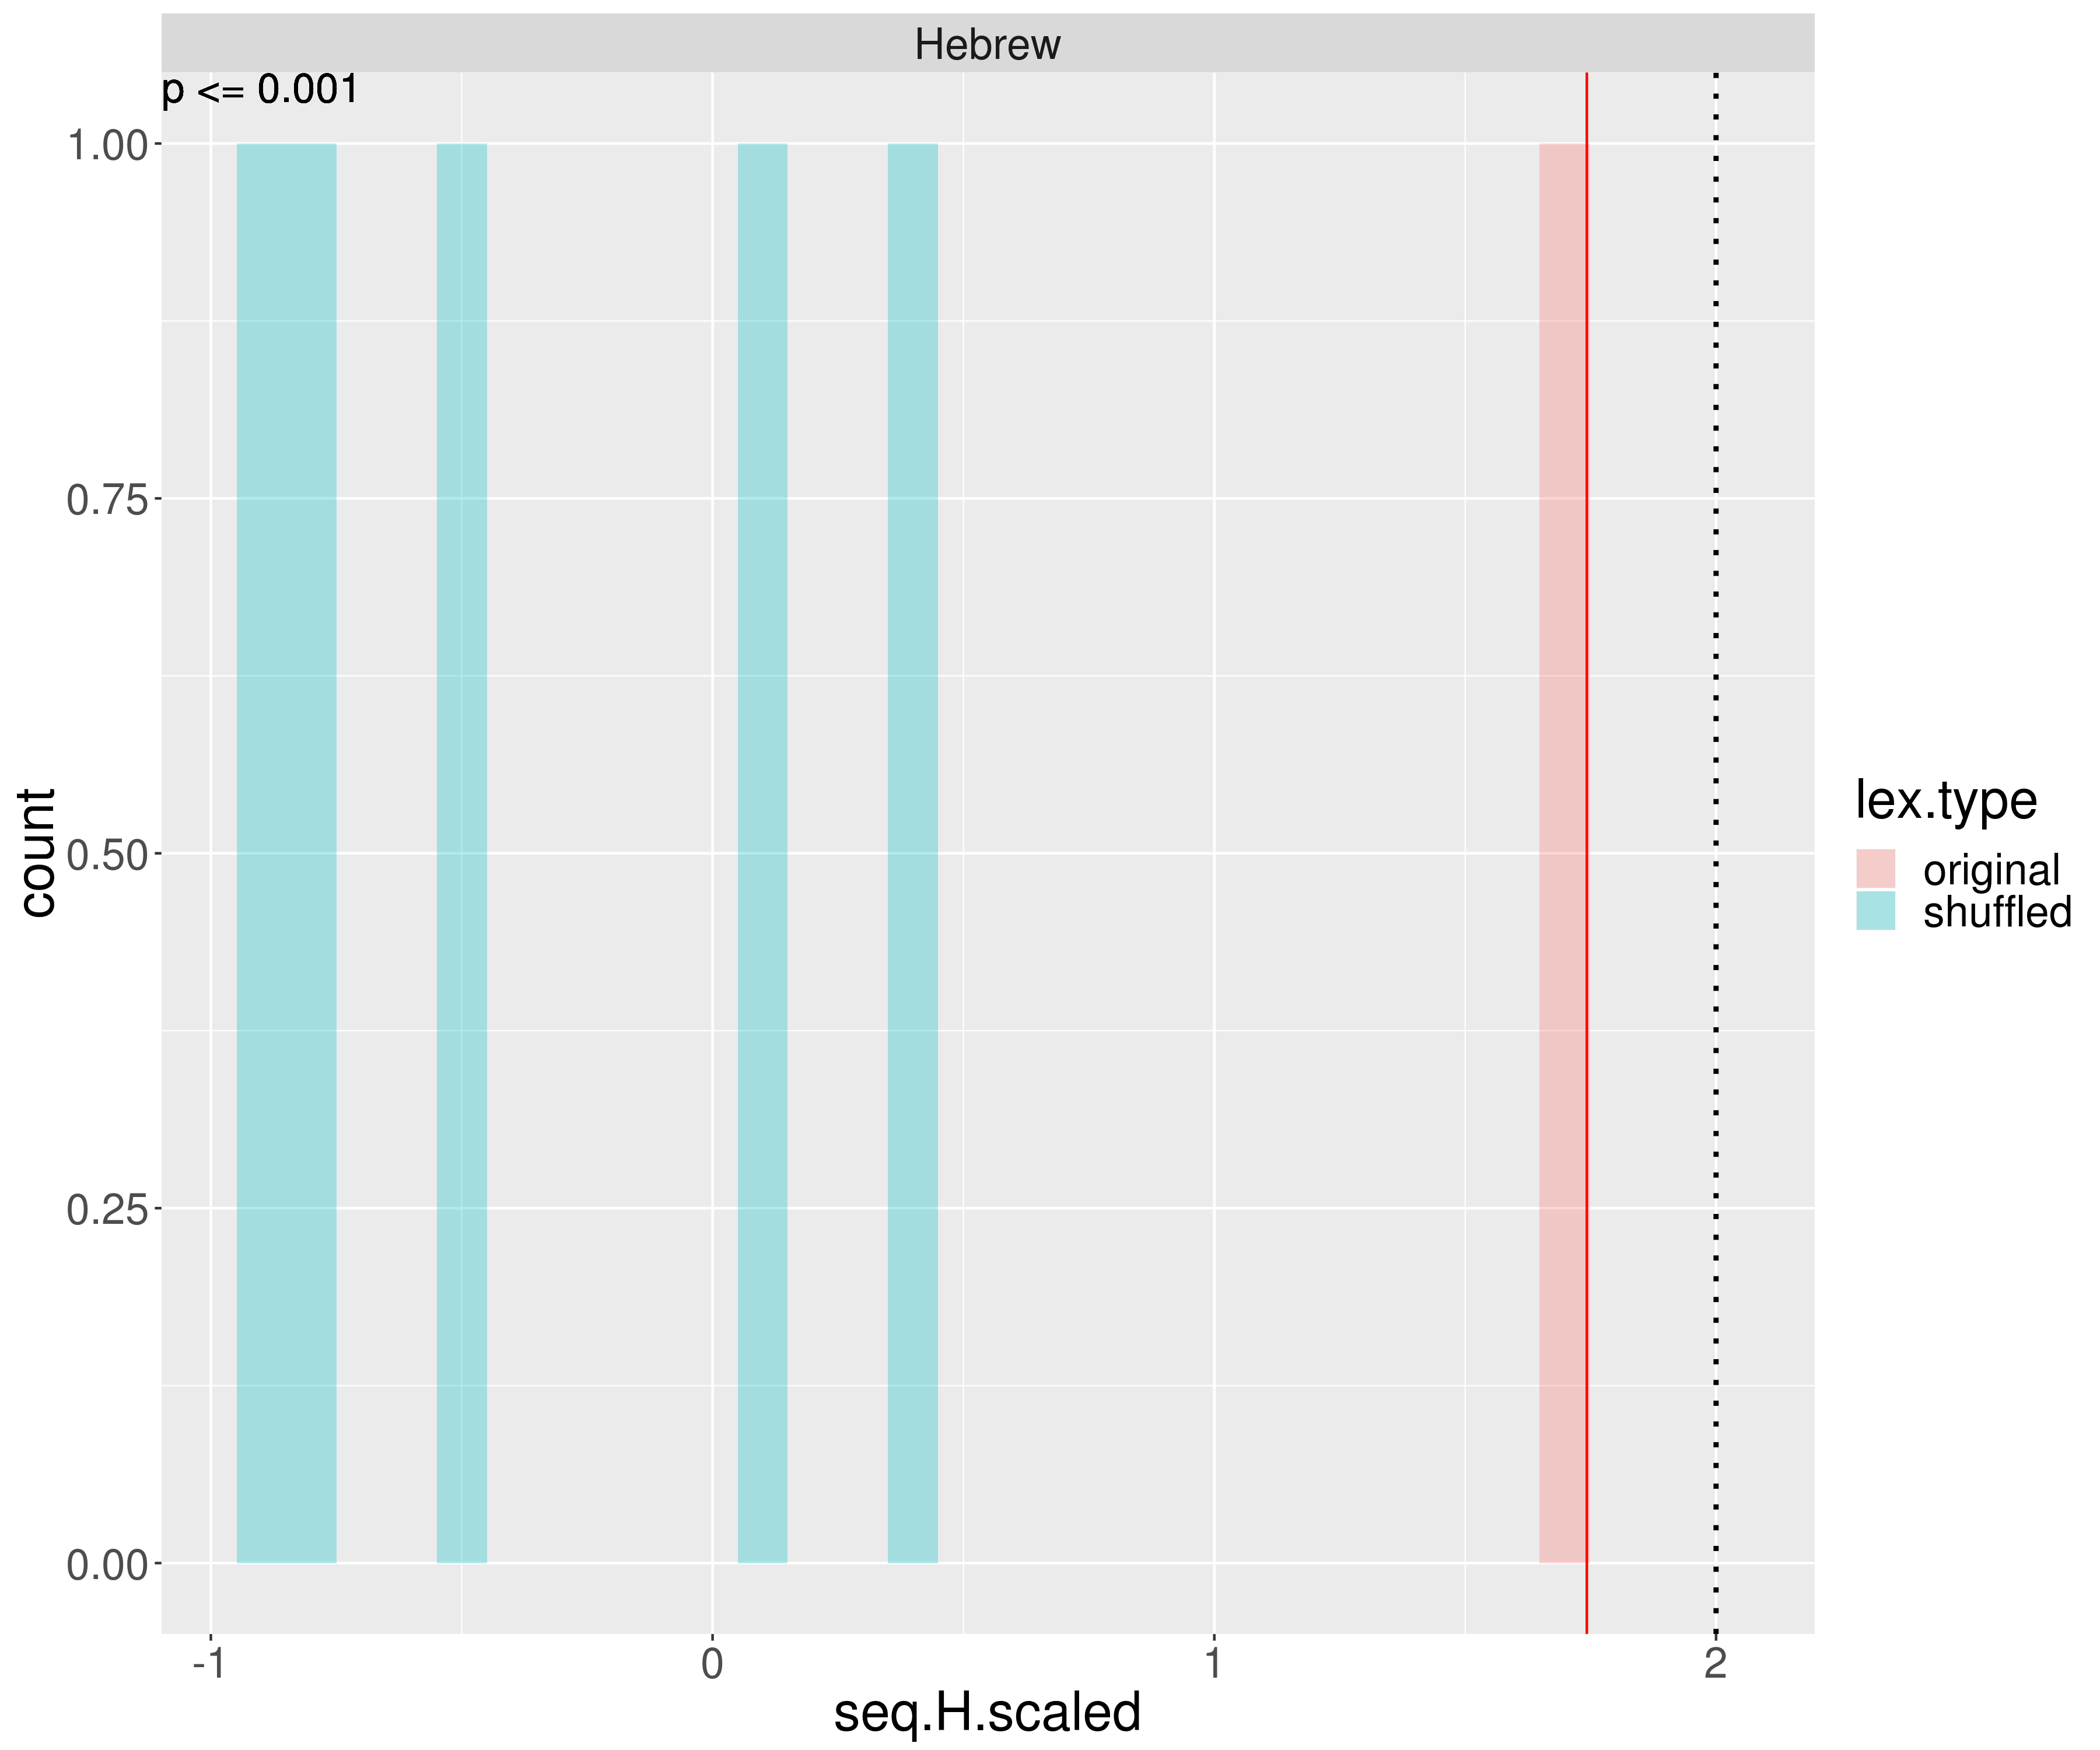 Hebrew
p <= 0.001
1.00
0.75
0.50
0.25
0.00
count
-1 0 1 2
seq.H.scaled
lex.type
original
shuffled